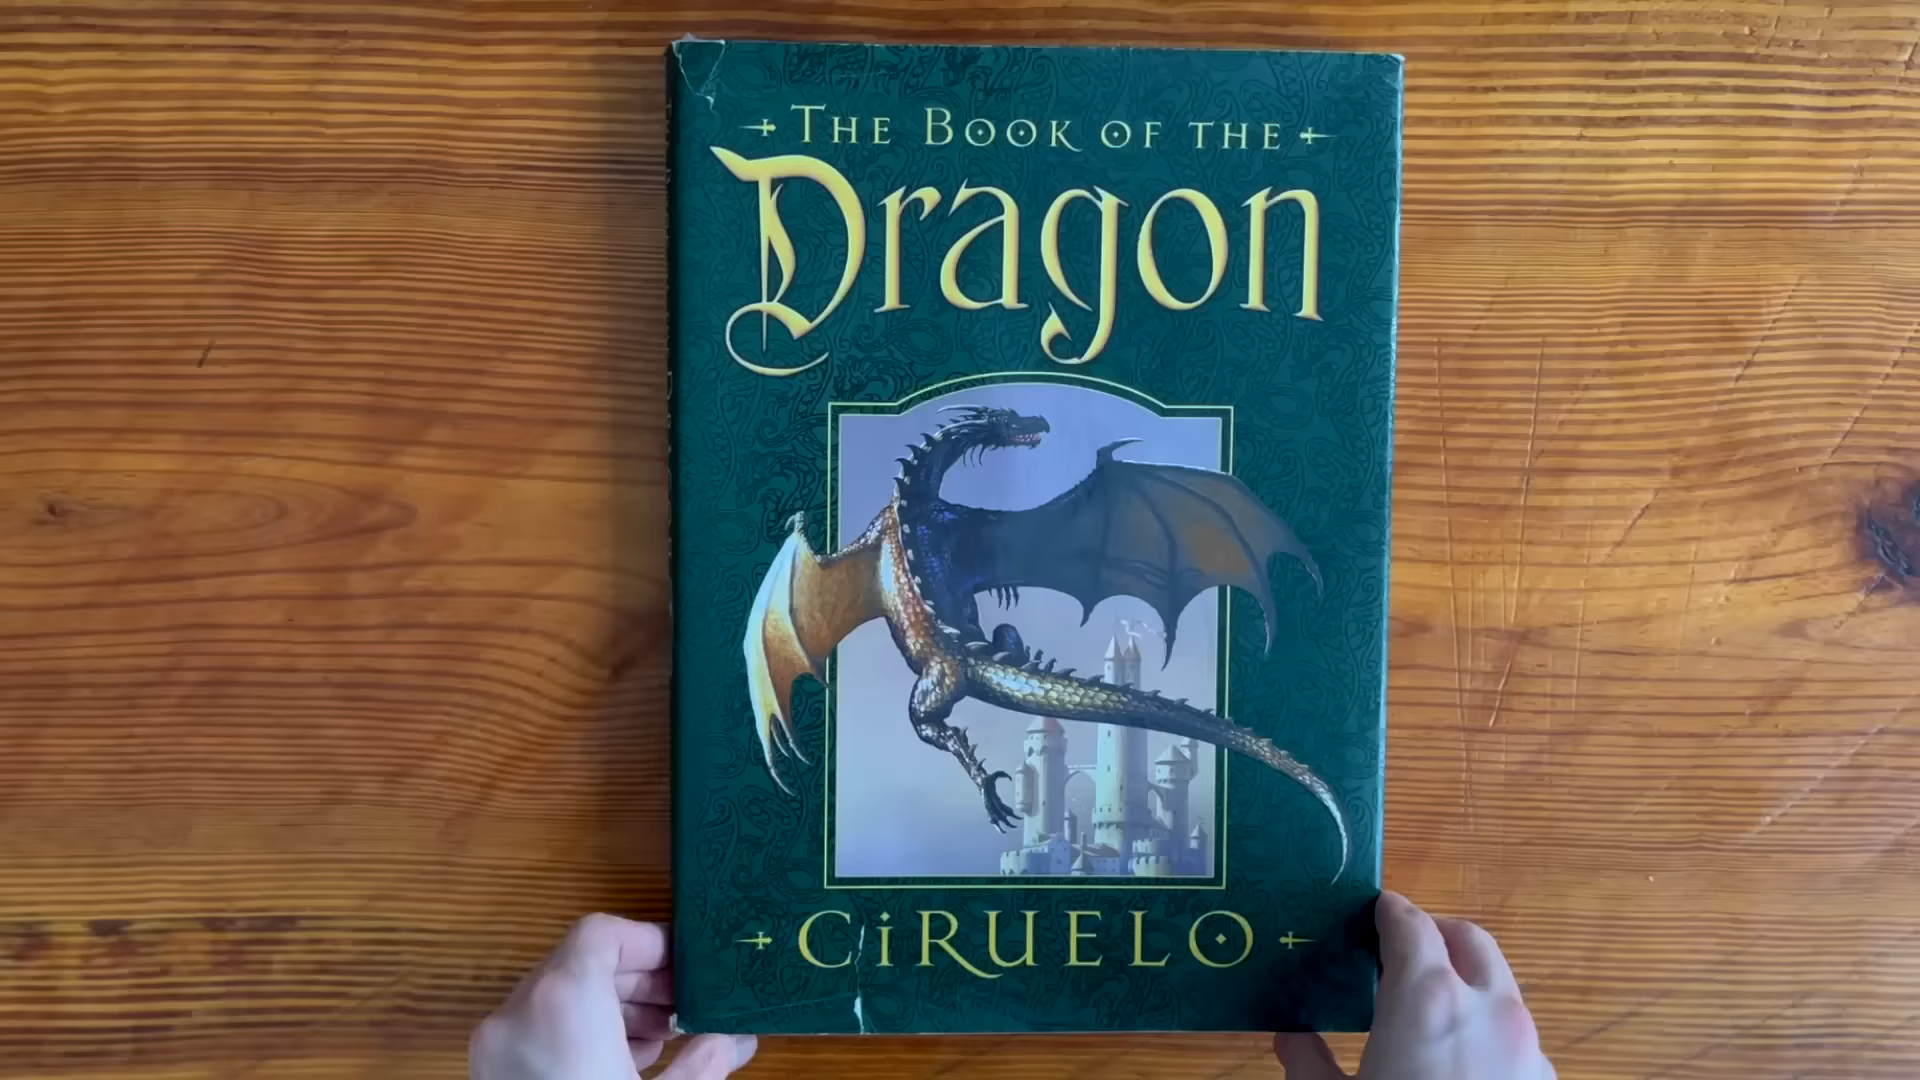 The Book of the
Dragon
CiRUELO